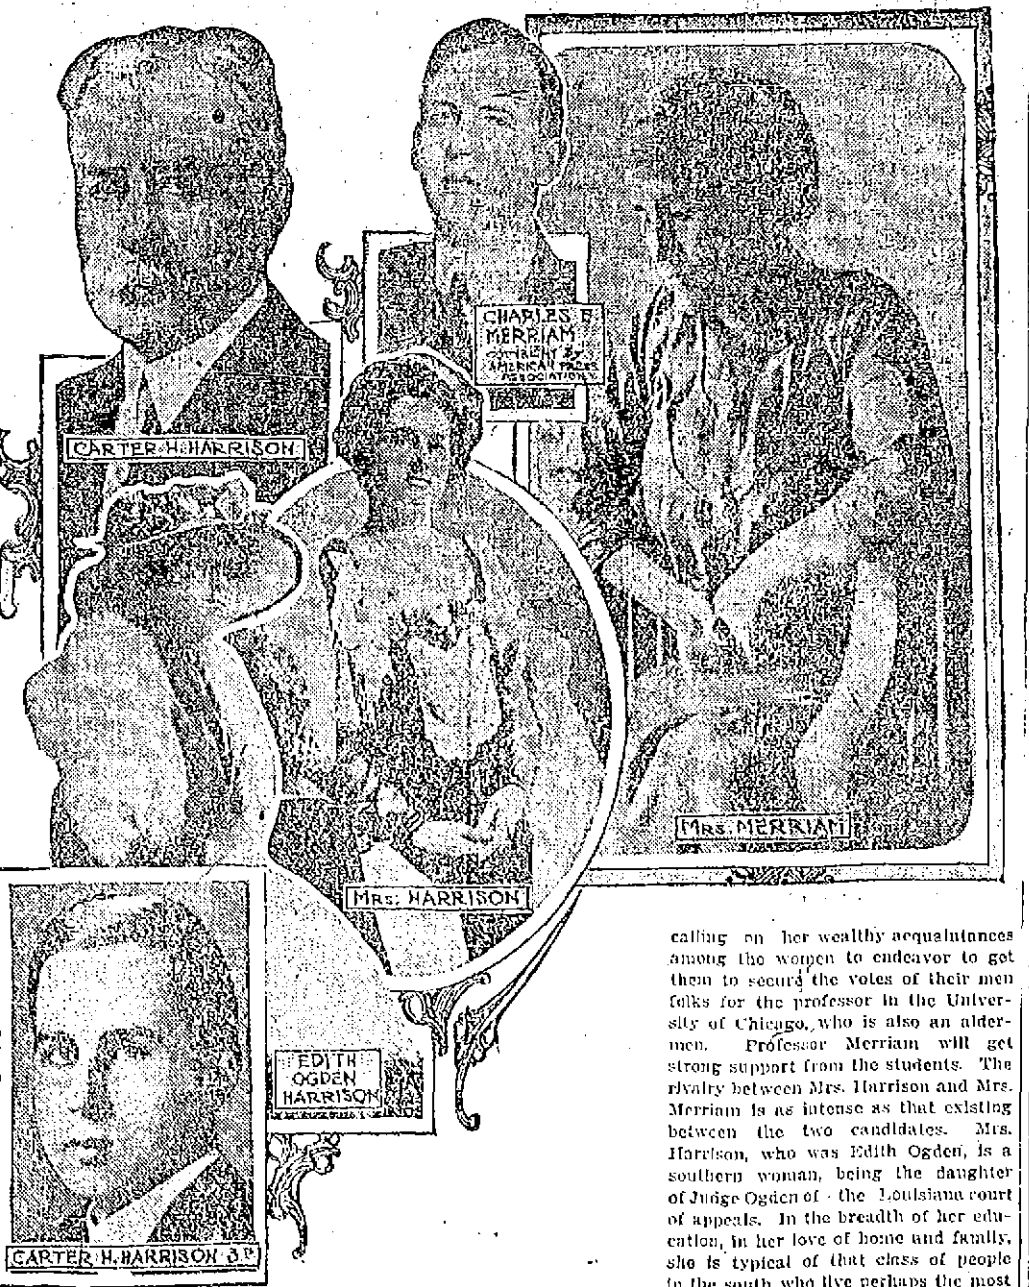 CARTER H. HARRISON
CHARLES E.
MERRIAM
COPYRIGHT BY
AMERICAN PRESS
ASSOCIATION
MRS. MERRIAM
MRS. HARRISON
EDITH
OGDEN
HARRISON
CARTER H. HARRISON 3D.
calling on her wealthy acquaintances
among the women to endeavor to get
them to secure the votes of their men
folks for the professor in the Univer-
sity of Chicago, who is also an alder-
men. Professor Merriam will get
strong support from the students. The
rivalry between Mrs. Harrison and Mrs.
Merriam is as intense as that existing
between the two candidates. Mrs.
Harrison, who was Edith Ogden, is a
southern woman, being the daughter
of Judge Ogden of the Louisiana court
of appeals. In the breadth of her edu-
cation, in her love of home and family,
she is typical of that class of people
in the south who live perhaps the most